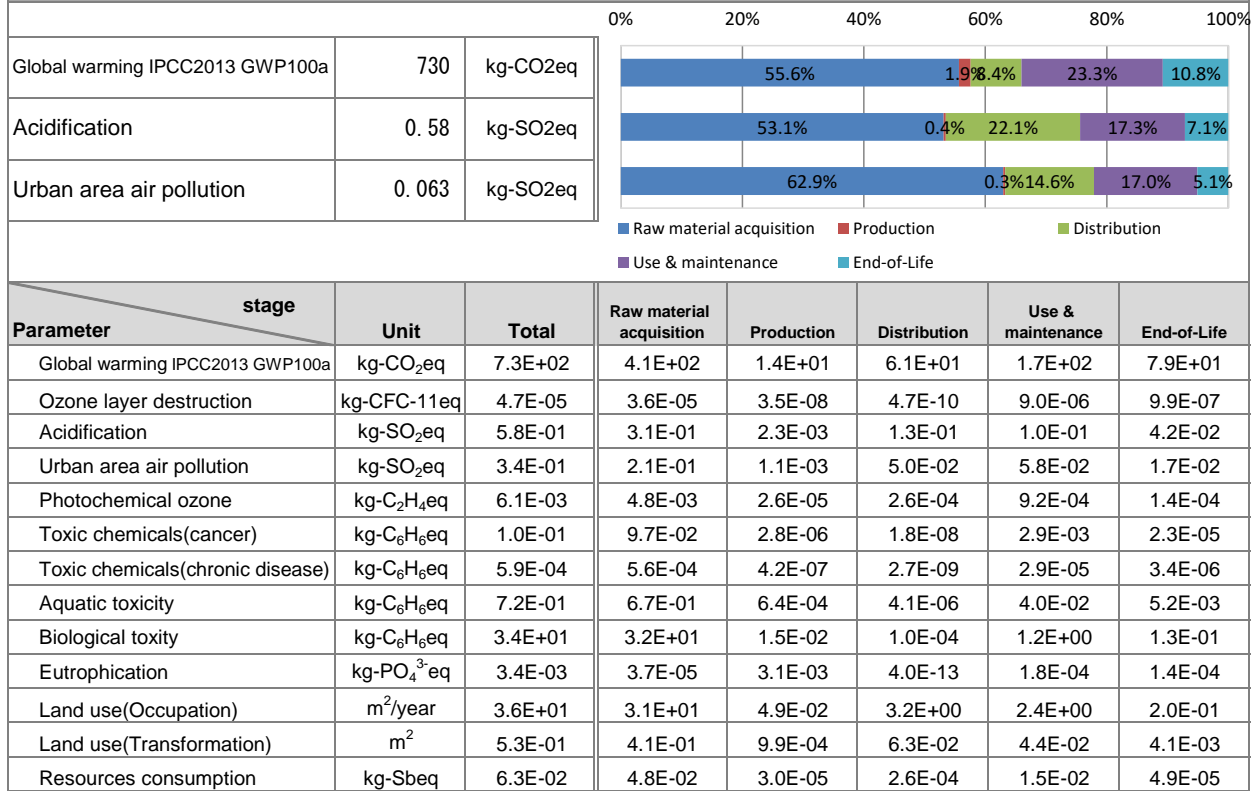 0% 20% 40% 60% 80% 100%
Global warming IPCC2013 GWP100a 730 kg-CO2eq 55.6% 1.9% 8.4% 23.3% 10.8%
Acidification 0.58 kg-SO2eq 53.1% 0.4% 22.1% 17.3% 7.1%
Urban area air pollution 0.063 kg-SO2eq 62.9% 0.3% 14.6% 17.0% 5.1%
Raw material acquisition Production Distribution
Use & maintenance End-of-Life
stage
Parameter Unit Total Raw material acquisition Production Distribution Use & maintenance End-of-Life
Global warming IPCC2013 GWP100a kg-CO₂eq 7.3E+02 4.1E+02 1.4E+01 6.1E+01 1.7E+02 7.9E+01
Ozone layer destruction kg-CFC-11eq 4.7E-05 3.6E-05 3.5E-08 4.7E-10 9.0E-06 9.9E-07
Acidification kg-SO₂eq 5.8E-01 3.1E-01 2.3E-03 1.3E-01 1.0E-01 4.2E-02
Urban area air pollution kg-SO₂eq 3.4E-01 2.1E-01 1.1E-03 5.0E-02 5.8E-02 1.7E-02
Photochemical ozone kg-C₂H₄eq 6.1E-03 4.8E-03 2.6E-05 2.6E-04 9.2E-04 1.4E-04
Toxic chemicals(cancer) kg-C₆H₆eq 1.0E-01 9.7E-02 2.8E-06 1.8E-08 2.9E-03 2.3E-05
Toxic chemicals(chronic disease) kg-C₆H₆eq 5.9E-04 5.6E-04 4.2E-07 2.7E-09 2.9E-05 3.4E-06
Aquatic toxicity kg-C₆H₆eq 7.2E-01 6.7E-01 6.4E-04 4.1E-06 4.0E-02 5.2E-03
Biological toxity kg-C₆H₆eq 3.4E+01 3.2E+01 1.5E-02 1.0E-04 1.2E+00 1.3E-01
Eutrophication kg-PO₄³⁻eq 3.4E-03 3.7E-05 3.1E-03 4.0E-13 1.8E-04 1.4E-04
Land use(Occupation) m²/year 3.6E+01 3.1E+01 4.9E-02 3.2E+00 2.4E+00 2.0E-01
Land use(Transformation) m² 5.3E-01 4.1E-01 9.9E-04 6.3E-02 4.4E-02 4.1E-03
Resources consumption kg-Sbeq 6.3E-02 4.8E-02 3.0E-05 2.6E-04 1.5E-02 4.9E-05